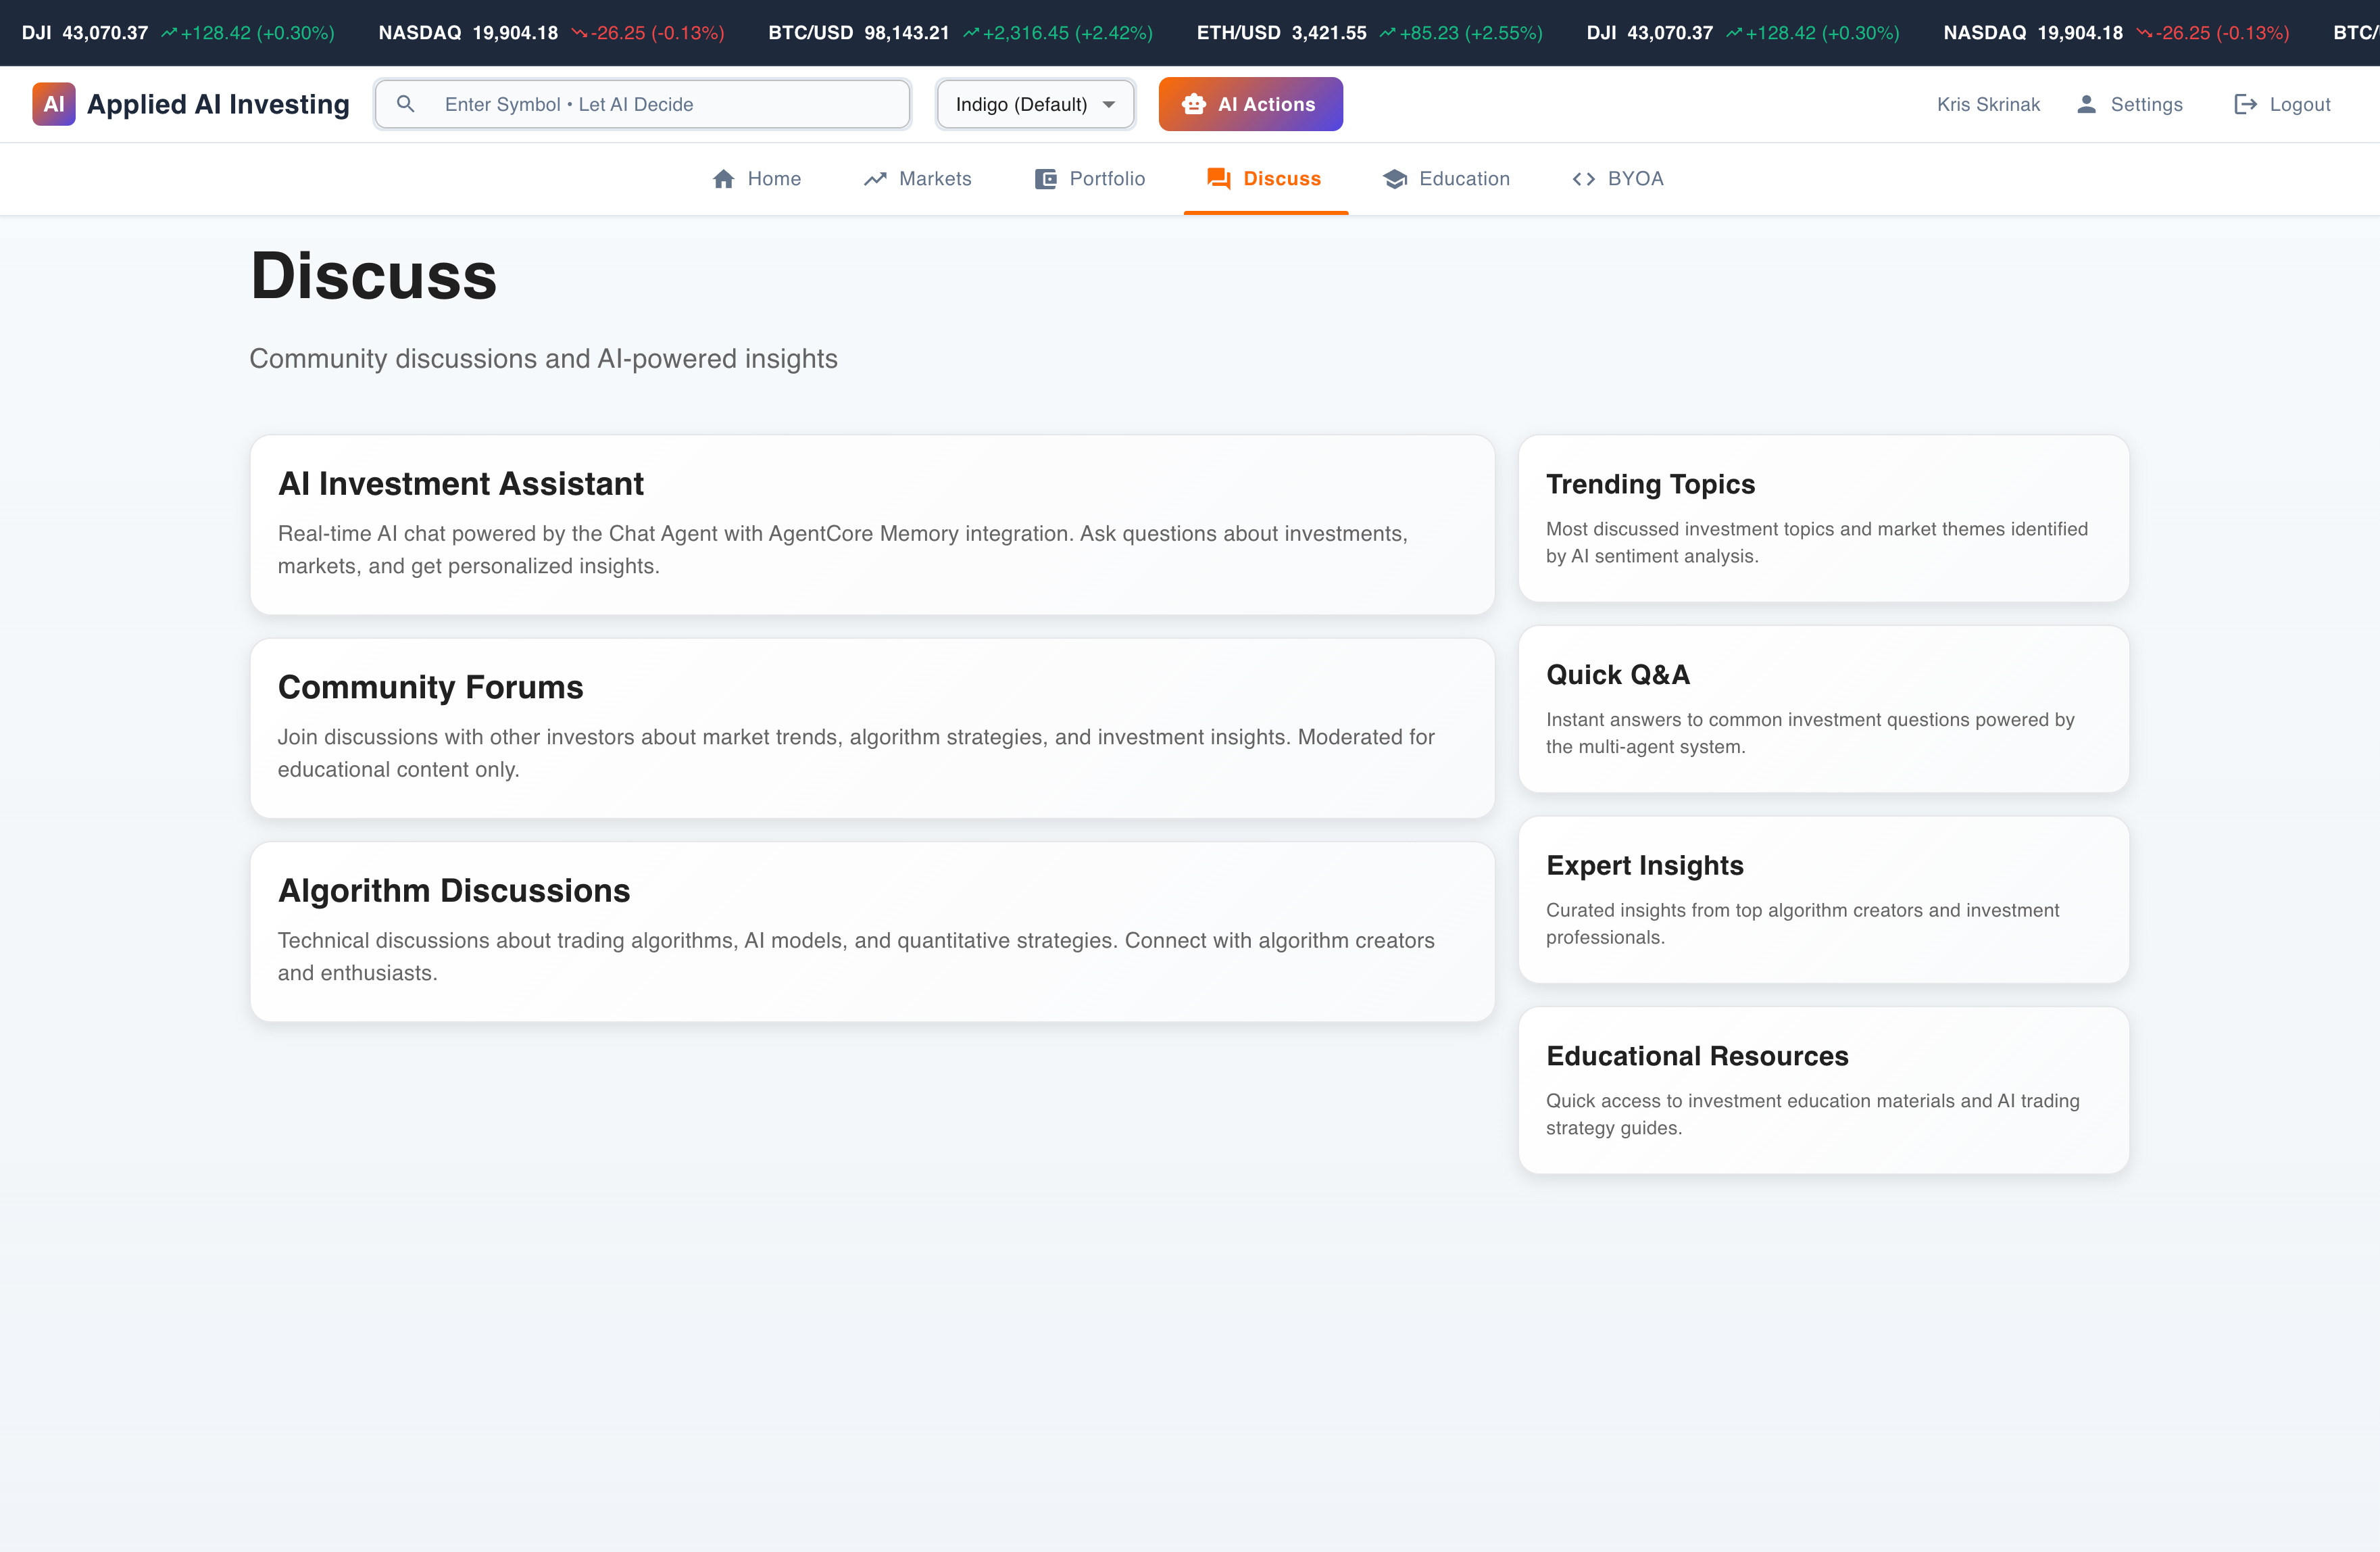 DJI 43,070.37 +128.42 (+0.30%) NASDAQ 19,904.18 -26.25 (-0.13%) BTC/USD 98,143.21 +2,316.45 (+2.42%) ETH/USD 3,421.55 +85.23 (+2.55%) DJI 43,070.37 +128.42 (+0.30%) NASDAQ 19,904.18 -26.25 (-0.13%) BTC/
AI Applied AI Investing Enter Symbol • Let AI Decide Indigo (Default) AI Actions Kris Skrinak Settings Logout
Home Markets Portfolio Discuss Education BYOA
Discuss
Community discussions and AI-powered insights
AI Investment Assistant
Real-time AI chat powered by the Chat Agent with AgentCore Memory integration. Ask questions about investments,
markets, and get personalized insights.
Community Forums
Join discussions with other investors about market trends, algorithm strategies, and investment insights. Moderated for
educational content only.
Algorithm Discussions
Technical discussions about trading algorithms, AI models, and quantitative strategies. Connect with algorithm creators
and enthusiasts.
Trending Topics
Most discussed investment topics and market themes identified
by AI sentiment analysis.
Quick Q&A
Instant answers to common investment questions powered by
the multi-agent system.
Expert Insights
Curated insights from top algorithm creators and investment
professionals.
Educational Resources
Quick access to investment education materials and AI trading
strategy guides.